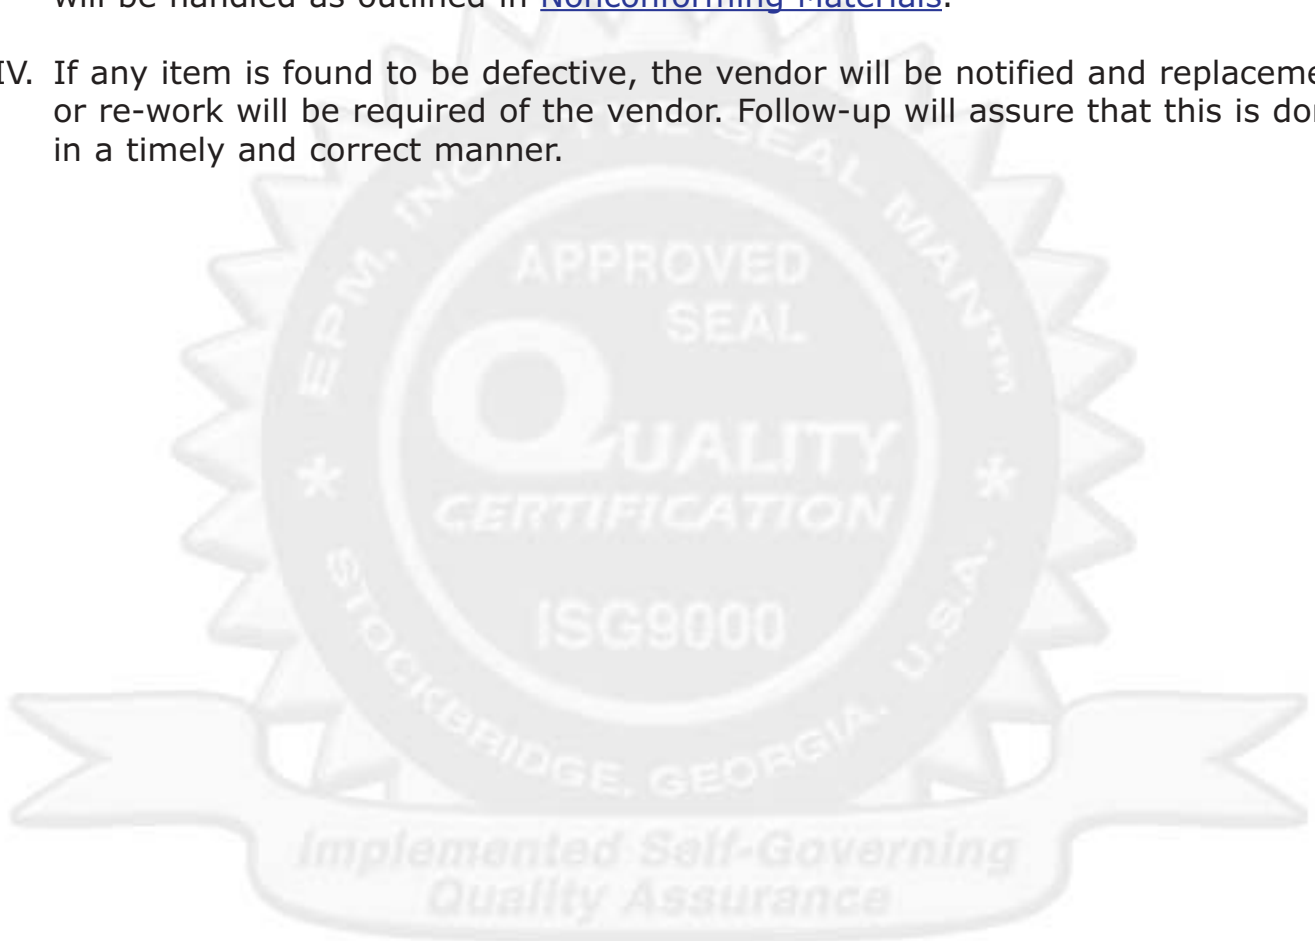 will be handled as outlined in Nonconforming Materials.
IV. If any item is found to be defective, the vendor will be notified and replaceme
or re-work will be required of the vendor. Follow-up will assure that this is do
in a timely and correct manner.
EPM, INC. THE SEAL MAN™
APPROVED
SEAL
QUALITY
CERTIFICATION
ISG9000
* STOCKBRIDGE, GEORGIA, U.S.A. *
Implemented Self-Governing
Quality Assurance